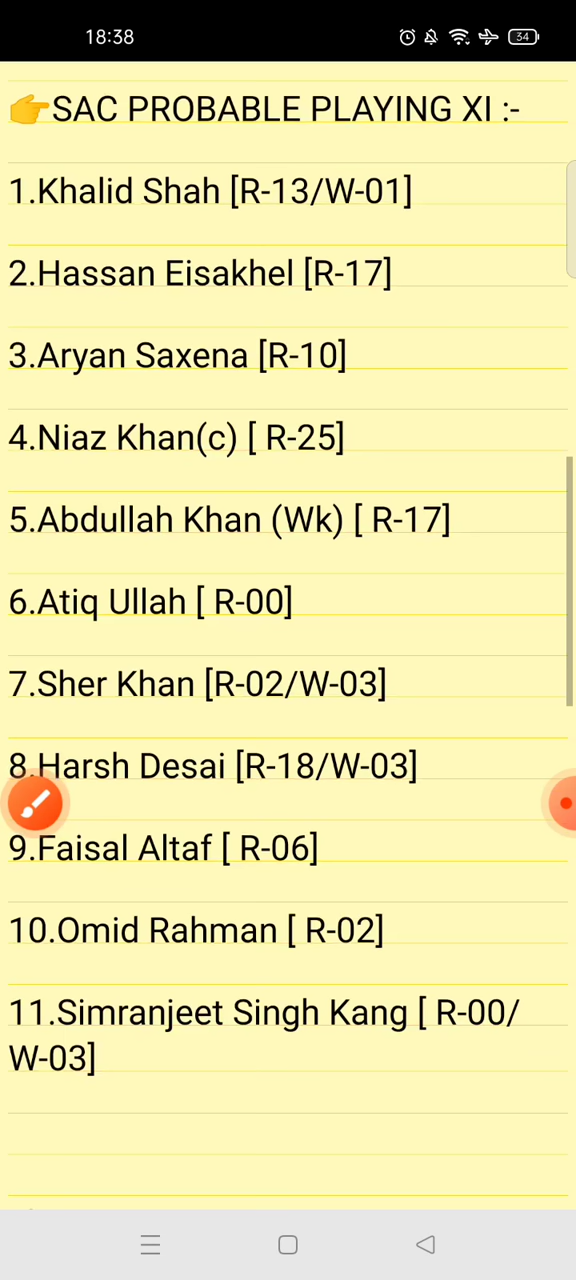 18:38
34
👉SAC PROBABLE PLAYING XI :-
1.Khalid Shah [R-13/W-01]
2.Hassan Eisakhel [R-17]
3.Aryan Saxena [R-10]
4.Niaz Khan(c) [ R-25]
5.Abdullah Khan (Wk) [ R-17]
6.Atiq Ullah [ R-00]
7.Sher Khan [R-02/W-03]
8.Harsh Desai [R-18/W-03]
9.Faisal Altaf [ R-06]
10.Omid Rahman [ R-02]
11.Simranjeet Singh Kang [ R-00/
W-03]